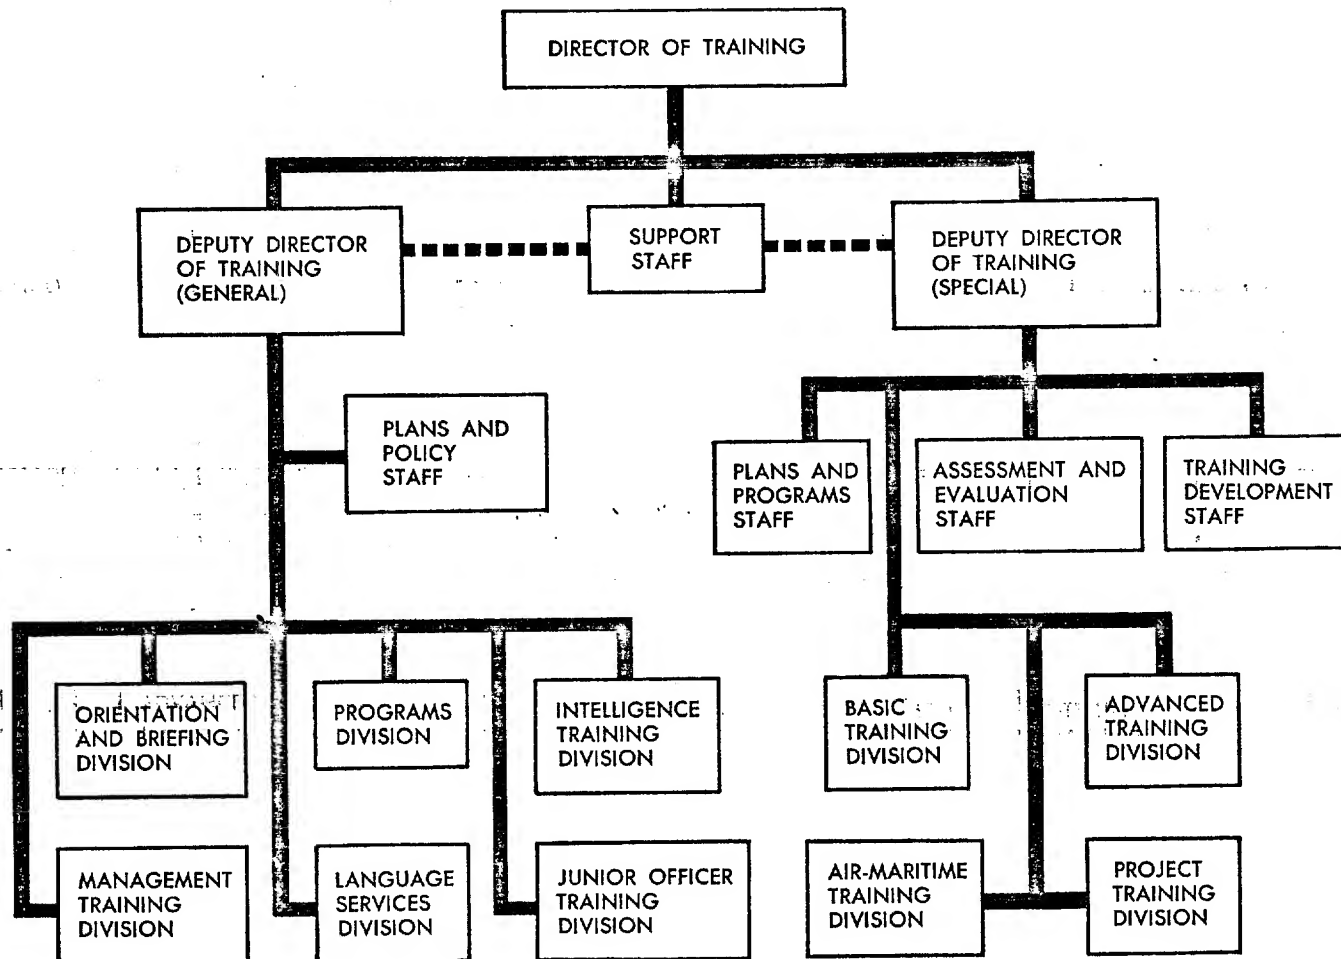 DIRECTOR OF TRAINING
DEPUTY DIRECTOR
OF TRAINING
(GENERAL)
SUPPORT
STAFF
DEPUTY DIRECTOR
OF TRAINING
(SPECIAL)
PLANS AND
POLICY
STAFF
PLANS AND
PROGRAMS
STAFF
ASSESSMENT AND
EVALUATION
STAFF
TRAINING
DEVELOPMENT
STAFF
ORIENTATION
AND BRIEFING
DIVISION
PROGRAMS
DIVISION
INTELLIGENCE
TRAINING
DIVISION
BASIC
TRAINING
DIVISION
ADVANCED
TRAINING
DIVISION
MANAGEMENT
TRAINING
DIVISION
LANGUAGE
SERVICES
DIVISION
JUNIOR OFFICER
TRAINING
DIVISION
AIR-MARITIME
TRAINING
DIVISION
PROJECT
TRAINING
DIVISION